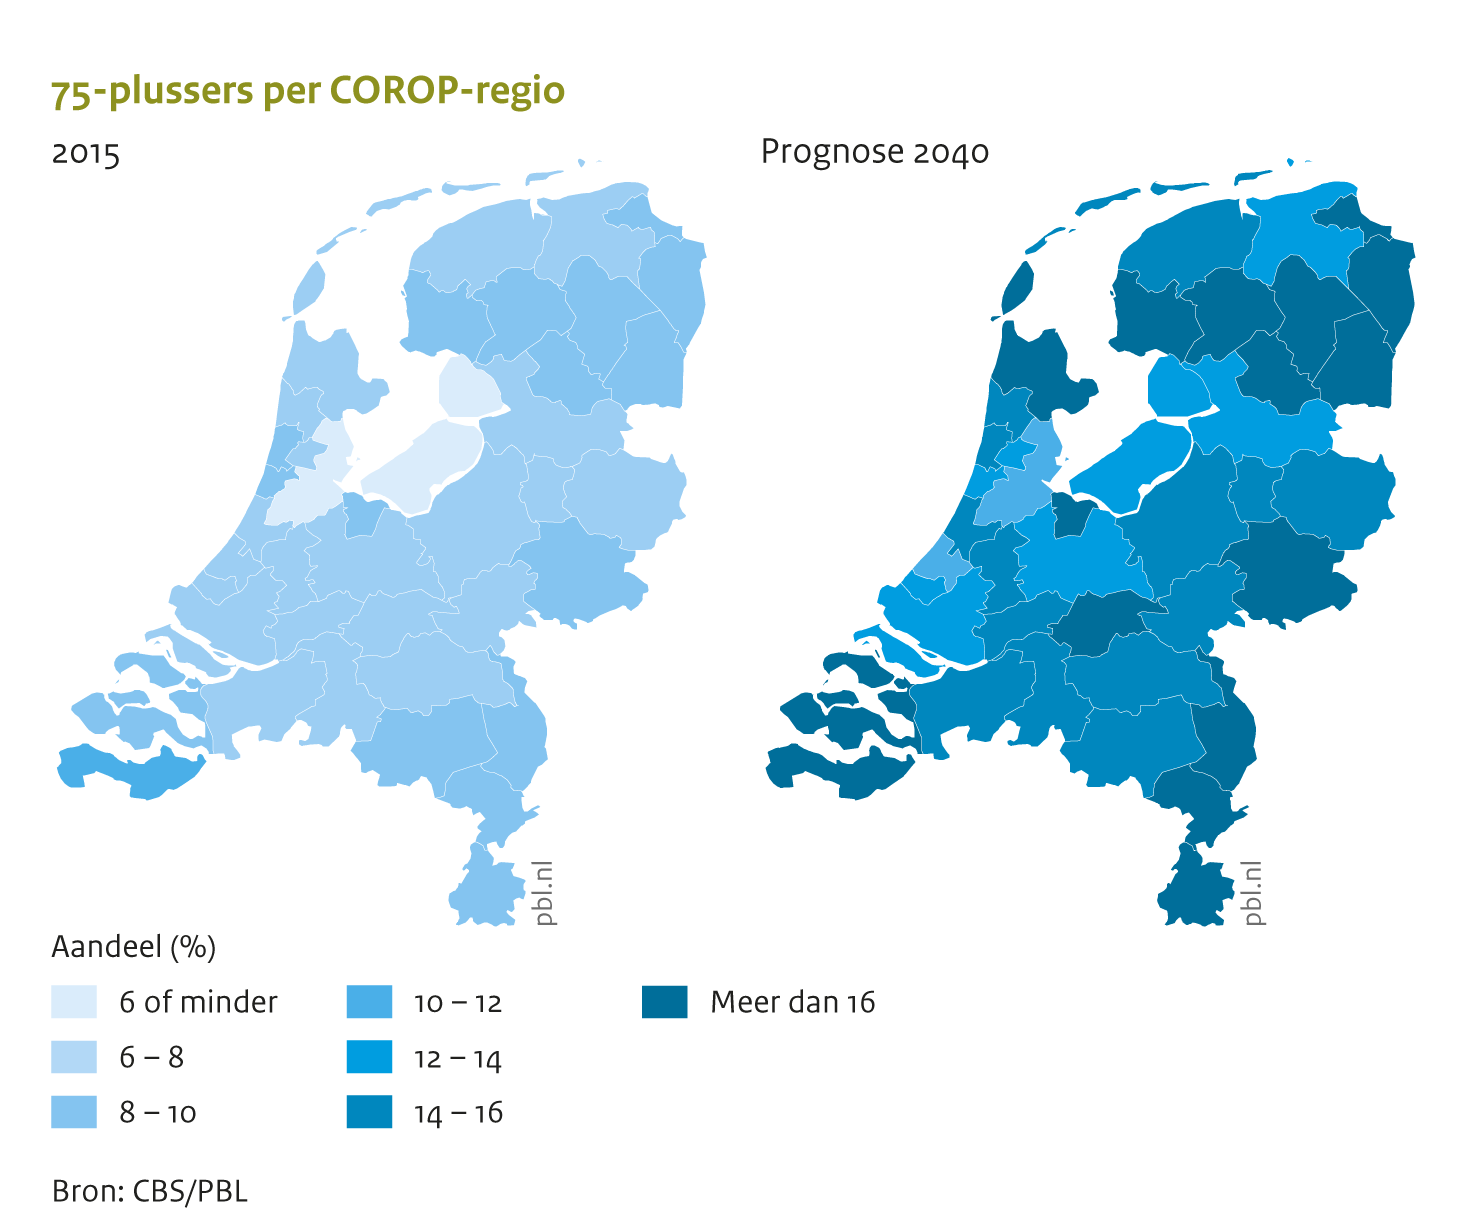 75-plussers per COROP-regio
2015
Prognose 2040
pbl.nl
pbl.nl
Aandeel (%)
6 of minder
6 – 8
8 – 10
10 – 12
12 – 14
14 – 16
Meer dan 16
Bron: CBS/PBL